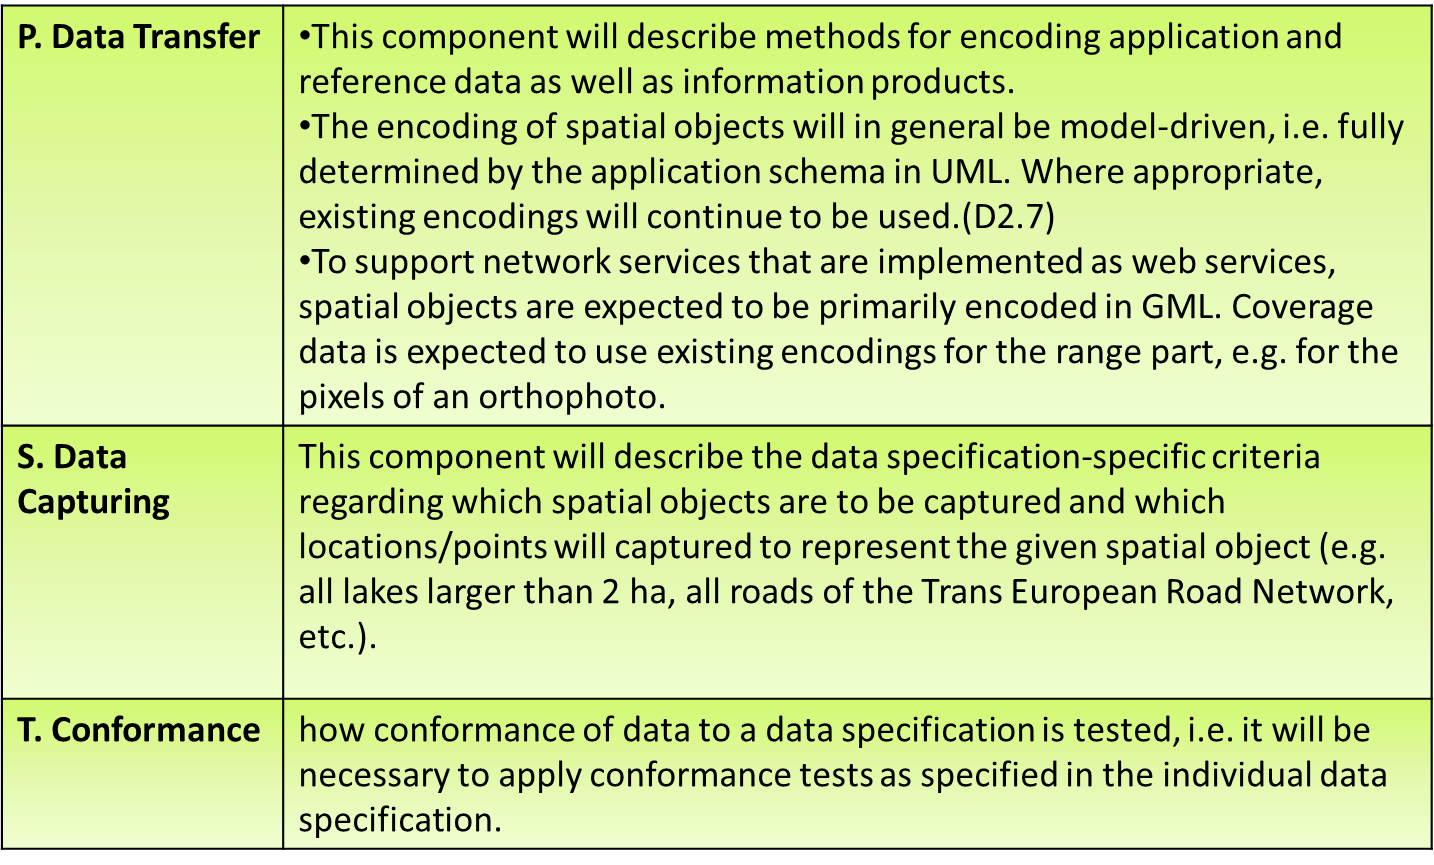 P. Data Transfer
•This component will describe methods for encoding application and
reference data as well as information products.
•The encoding of spatial objects will in general be model-driven, i.e. fully
determined by the application schema in UML. Where appropriate,
existing encodings will continue to be used.(D2.7)
•To support network services that are implemented as web services,
spatial objects are expected to be primarily encoded in GML. Coverage
data is expected to use existing encodings for the range part, e.g. for the
pixels of an orthophoto.
S. Data
Capturing
This component will describe the data specification-specific criteria
regarding which spatial objects are to be captured and which
locations/points will captured to represent the given spatial object (e.g.
all lakes larger than 2 ha, all roads of the Trans European Road Network,
etc.).
T. Conformance
how conformance of data to a data specification is tested, i.e. it will be
necessary to apply conformance tests as specified in the individual data
specification.